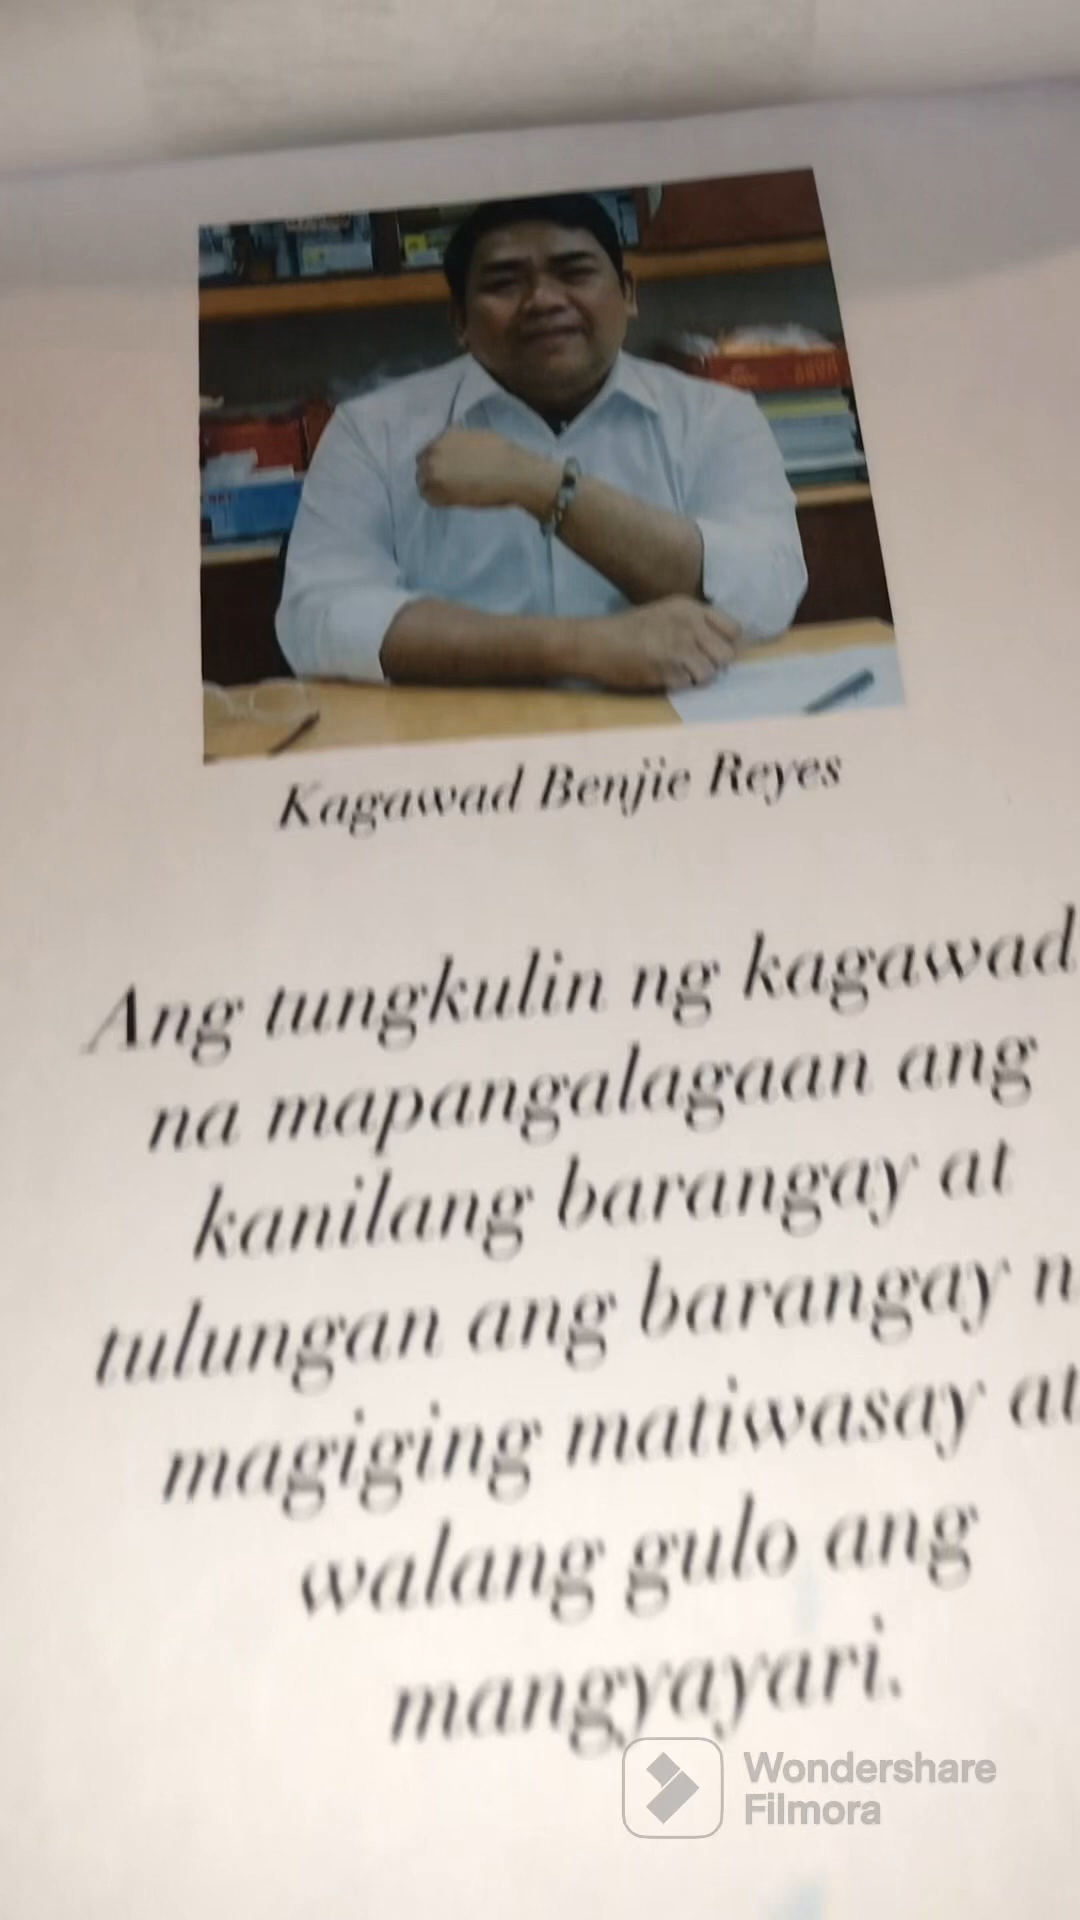 Kagawad Benjie Reyes
Ang tungkulin ng kagawad
na mapangalagaan ang
kanilang barangay at
tulungan ang barangay n
magiging matiwasay at
walang gulo ang
mangyayari.
Wondershare
Filmora